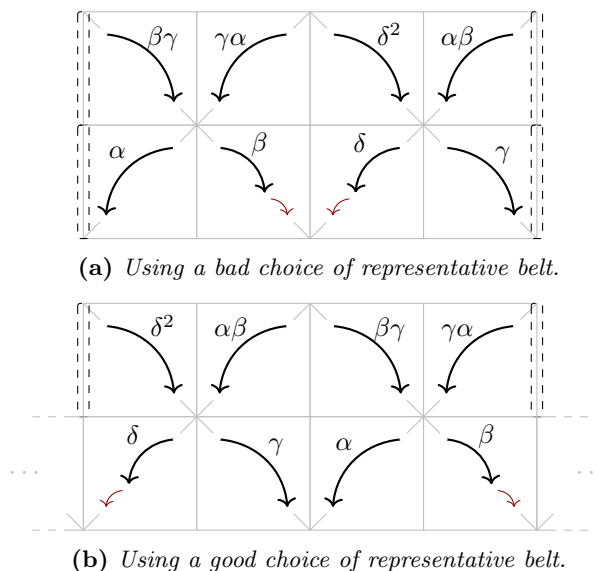 βγ γα δ² αβ
α β δ γ
(a) Using a bad choice of representative belt.
δ² αβ βγ γα
δ γ α β
... ...
(b) Using a good choice of representative belt.